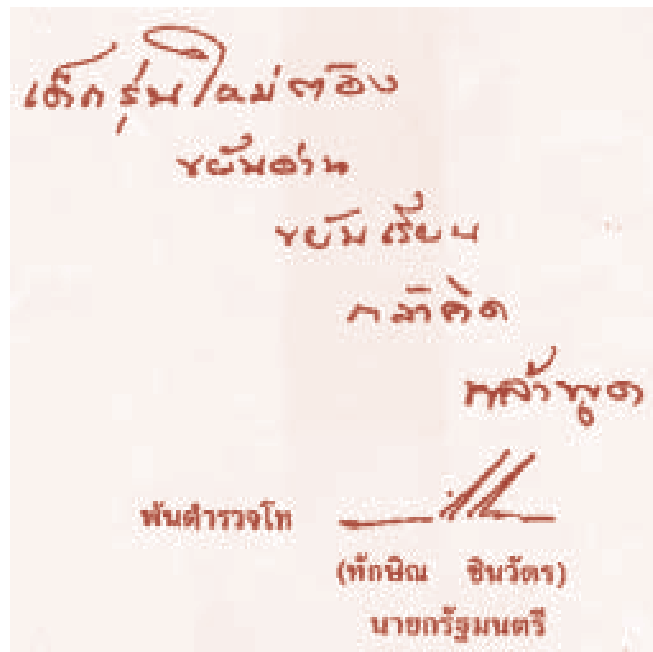 เด็กรุ่นใหม่ต้อง
ขยันอ่าน
ขยันเรียน
กล้าคิด
กล้าพูด
พันตำรวจโท
(ทักษิณ ชินวัตร)
นายกรัฐมนตรี